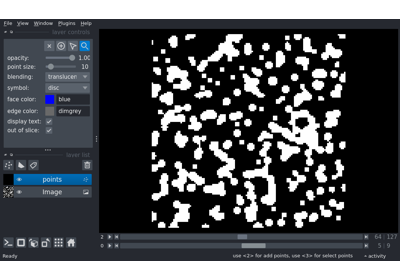 File View Window Plugins Help
layer controls
opacity: 1.00
point size: 10
blending: translucen
symbol: disc
face color: blue
edge color: dimgrey
display text:
out of slice:
layer list
points
Image
2 64 127
0 5 9
Ready use <2> for add points, use <3> for select points activity